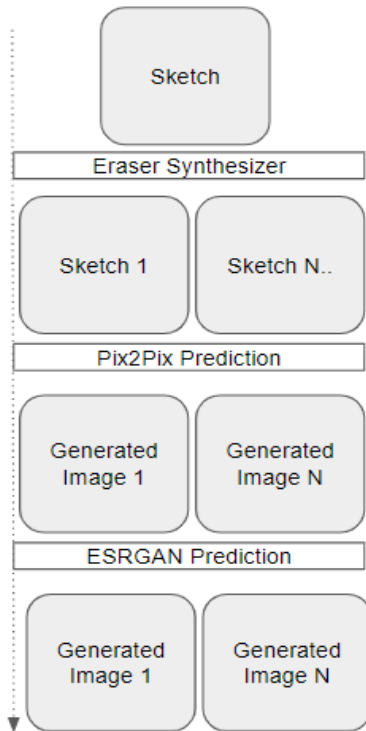 Sketch
Eraser Synthesizer
Sketch 1
Sketch N..
Pix2Pix Prediction
Generated
Image 1
Generated
Image N
ESRGAN Prediction
Generated
Image 1
Generated
Image N